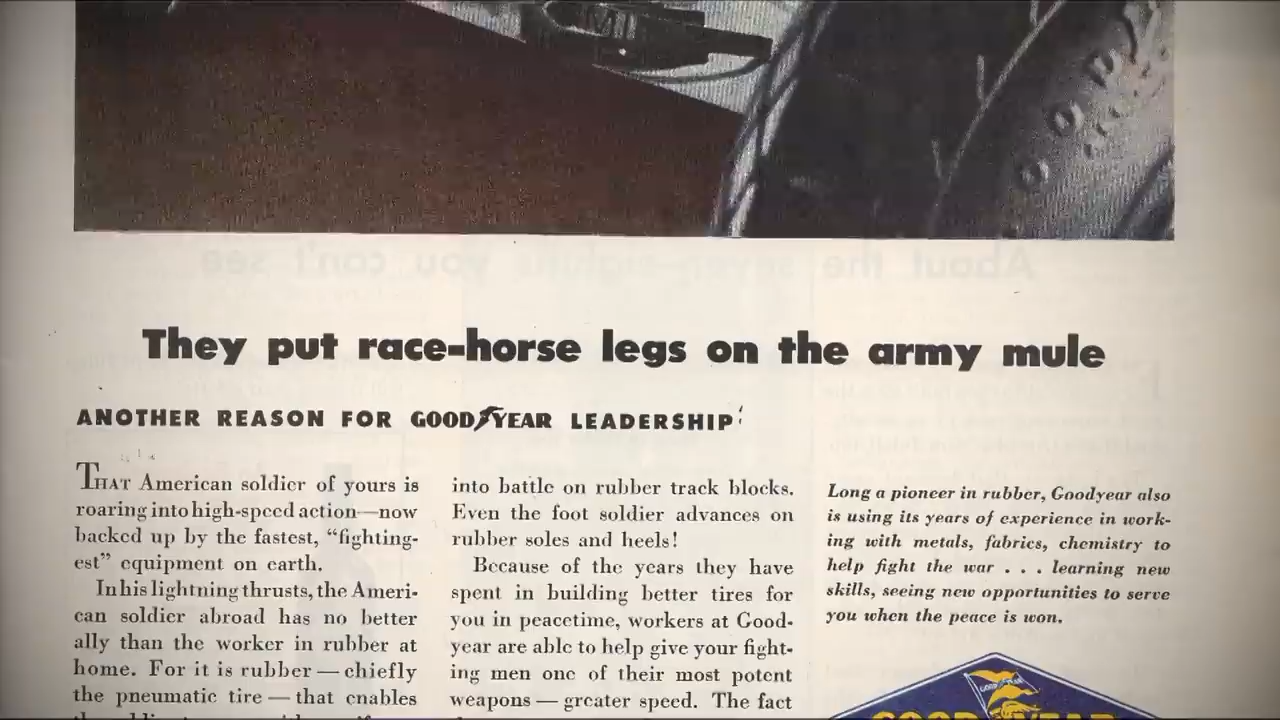 They put race-horse legs on the army mule
ANOTHER REASON FOR GOODYEAR LEADERSHIP
THAT American soldier of yours is
roaring into high-speed action—now
backed up by the fastest, “fighting-
est” equipment on earth.
In his lightning thrusts, the Ameri-
can soldier abroad has no better
ally than the worker in rubber at
home. For it is rubber — chiefly
the pneumatic tire — that enables
into battle on rubber track blocks.
Even the foot soldier advances on
rubber soles and heels!
Because of the years they have
spent in building better tires for
you in peacetime, workers at Good-
year are able to help give your fight-
ing men one of their most potent
weapons — greater speed. The fact
Long a pioneer in rubber, Goodyear also
is using its years of experience in work-
ing with metals, fabrics, chemistry to
help fight the war . . . learning new
skills, seeing new opportunities to serve
you when the peace is won.
GOOD YEAR
GOOD YEAR